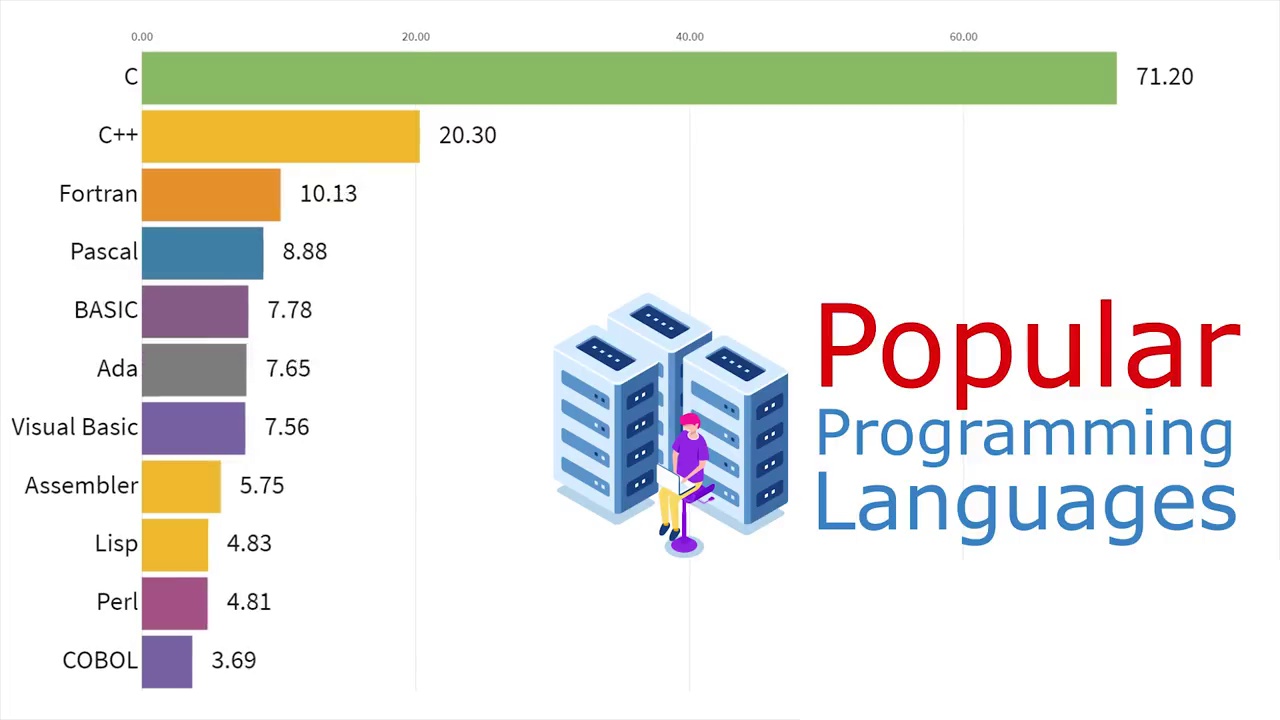 0.00 20.00 40.00 60.00
C 71.20
C++ 20.30
Fortran 10.13
Pascal 8.88
BASIC 7.78
Ada 7.65
Visual Basic 7.56
Assembler 5.75
Lisp 4.83
Perl 4.81
COBOL 3.69
Popular
Programming
Languages